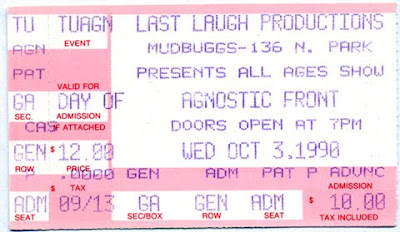 TU TUAGN LAST LAUGH PRODUCTIONS
AGN EVENT MUDBUGGS-136 N. PARK
PAT VALID FOR PRESENTS ALL AGES SHOW
GA DAY OF AGNOSTIC FRONT
SEC. ADMISSION
CAS IF ATTACHED DOORS OPEN AT 7PM
GEN $ 12.00 WED OCT 3,1990
ROW PRICE
P .0000 GEN ADM PAT P ADVNC
$ TAX ADMISSION
ADM 09/13 GA GEN ADM $ 10.00
SEAT SEC/BOX ROW SEAT TAX INCLUDED